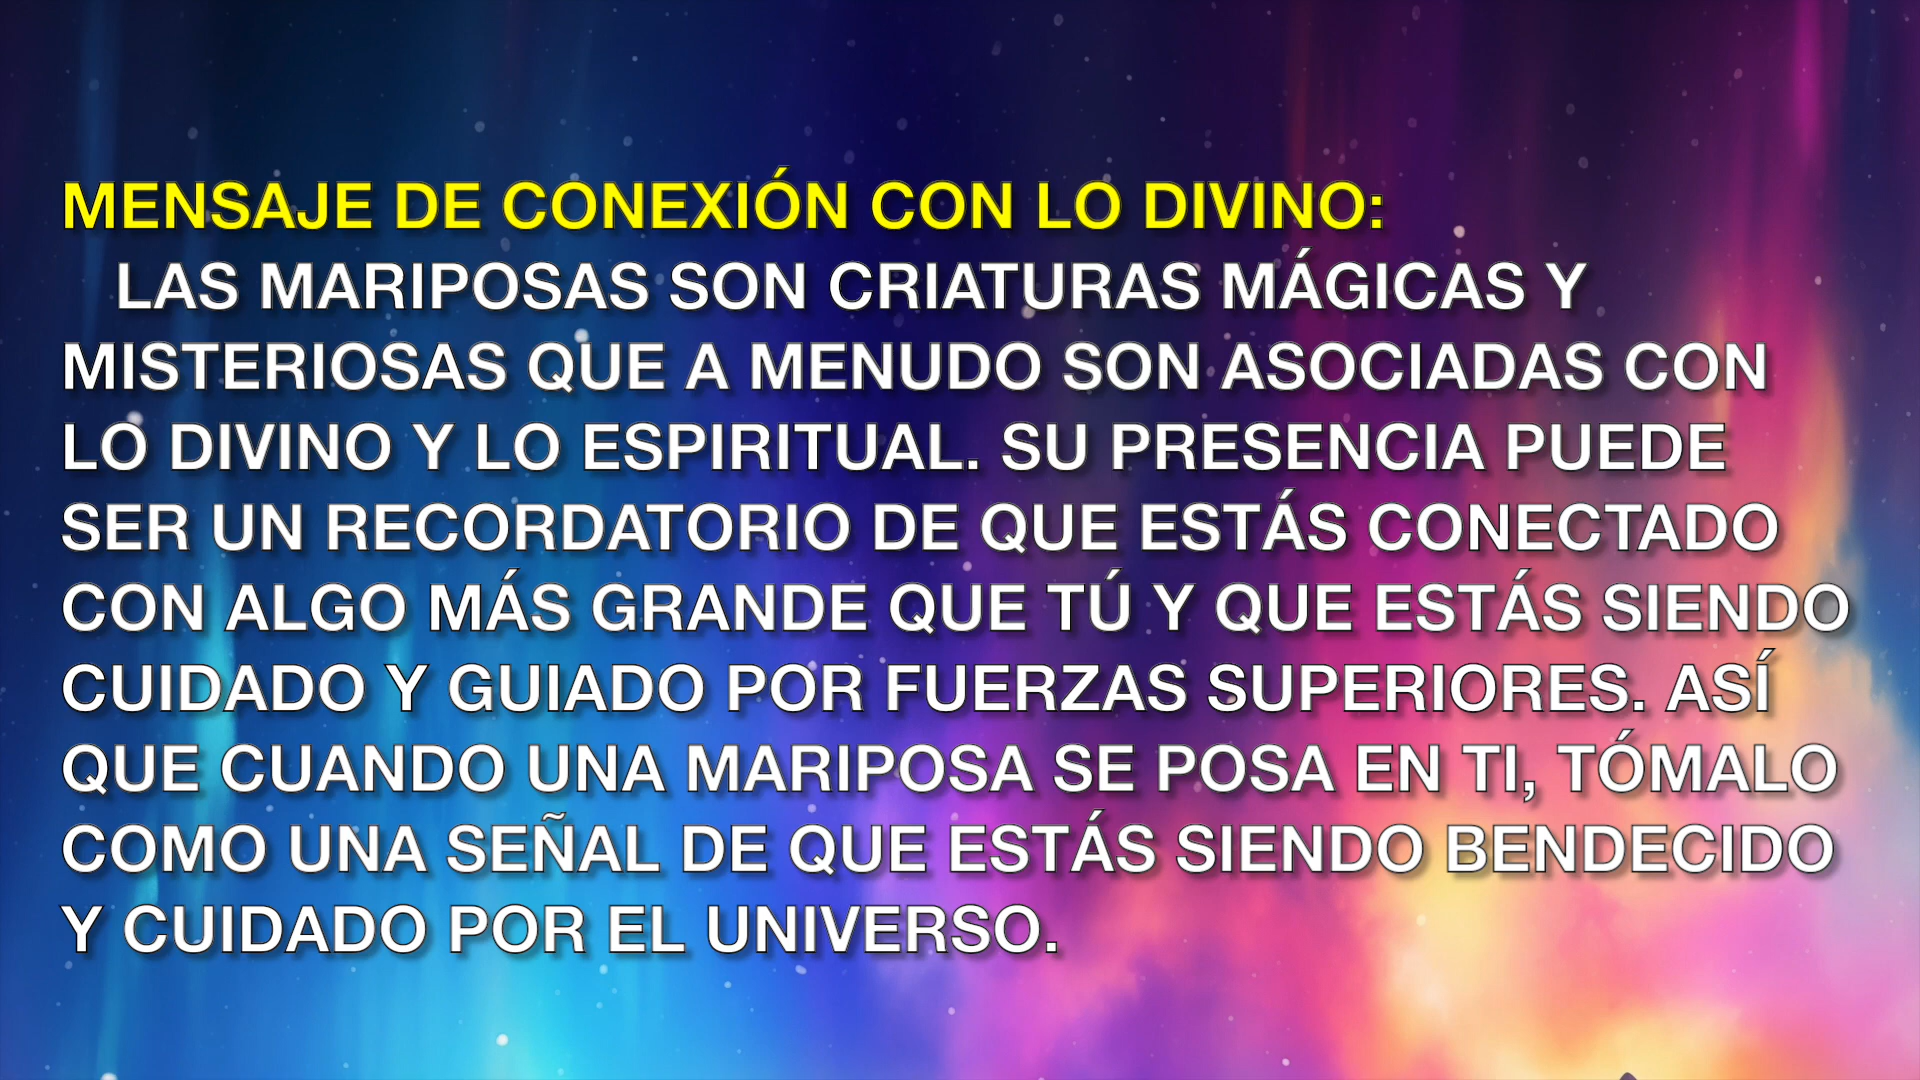 MENSAJE DE CONEXIÓN CON LO DIVINO:
LAS MARIPOSAS SON CRIATURAS MÁGICAS Y
MISTERIOSAS QUE A MENUDO SON ASOCIADAS CON
LO DIVINO Y LO ESPIRITUAL. SU PRESENCIA PUEDE
SER UN RECORDATORIO DE QUE ESTÁS CONECTADO
CON ALGO MÁS GRANDE QUE TÚ Y QUE ESTÁS SIENDO
CUIDADO Y GUIADO POR FUERZAS SUPERIORES. ASÍ
QUE CUANDO UNA MARIPOSA SE POSA EN TI, TÓMALO
COMO UNA SEÑAL DE QUE ESTÁS SIENDO BENDECIDO
Y CUIDADO POR EL UNIVERSO.